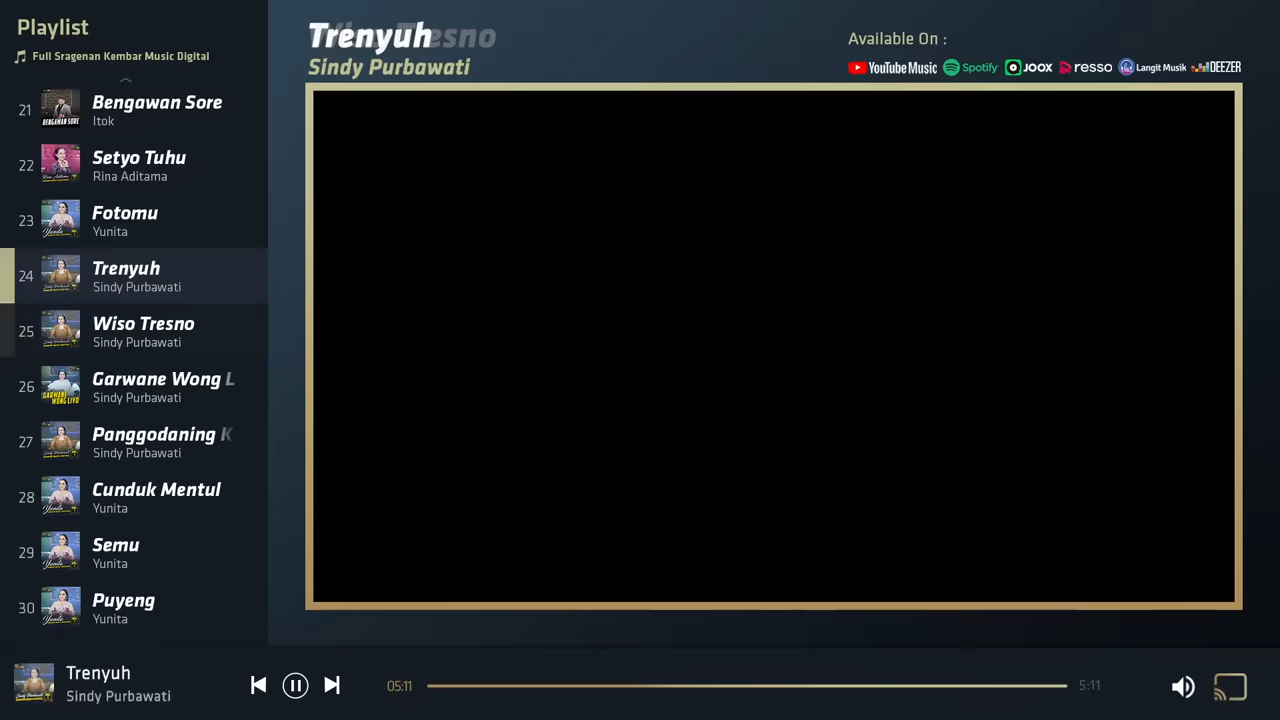 Playlist
Full Sragenan Kembar Music Digital
21
Bengawan Sore
Itok
22
Setyo Tuhu
Rina Aditama
23
Fotomu
Yunita
24
Trenyuh
Sindy Purbawati
25
Wiso Tresno
Sindy Purbawati
26
Garwane Wong L
Sindy Purbawati
27
Panggodaning K
Sindy Purbawati
28
Cunduk Mentul
Yunita
29
Semu
Yunita
30
Puyeng
Yunita
Trenyuh
Sindy Purbawati
Available On :
YouTube Music Spotify JOOX resso Langit Musik DEEZER
Trenyuh
Sindy Purbawati
05:11
5:11